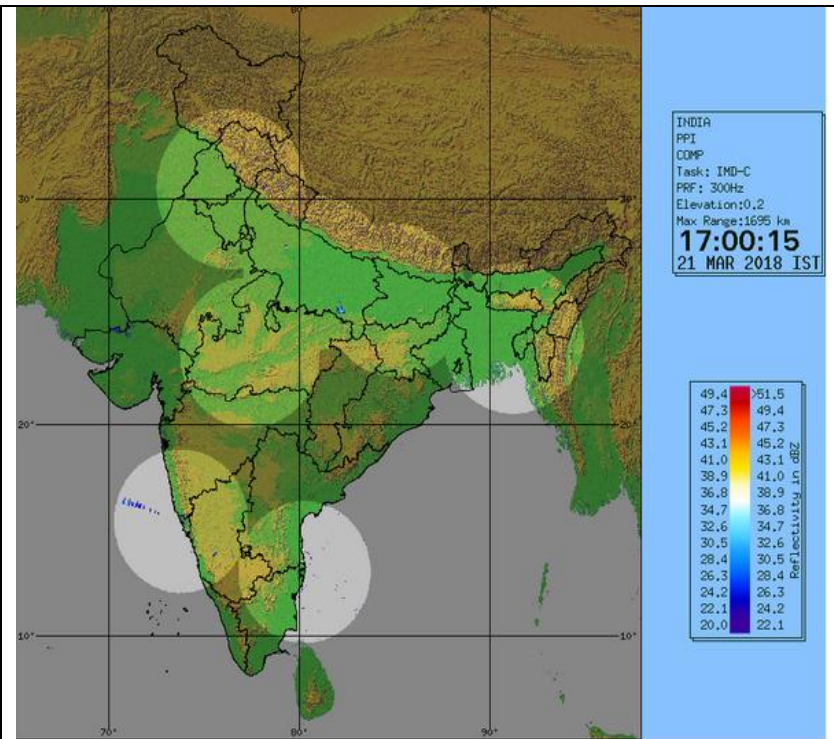 70° 80° 90°
30° 30°
20° 20°
10° 10°
70° 80° 90°
INDIA
PPI
COMP
Task: IMD-C
PRF: 300Hz
Elevation:0.2
Max Range:1695 km
17:00:15
21 MAR 2018 IST
49.4 >51.5
47.3 49.4
45.2 47.3
43.1 45.2
41.0 43.1
38.9 41.0
36.8 38.9
34.7 36.8
32.6 34.7
30.5 32.6
28.4 30.5
26.3 28.4
24.2 26.3
22.1 24.2
20.0 22.1
Reflectivity in dBZ